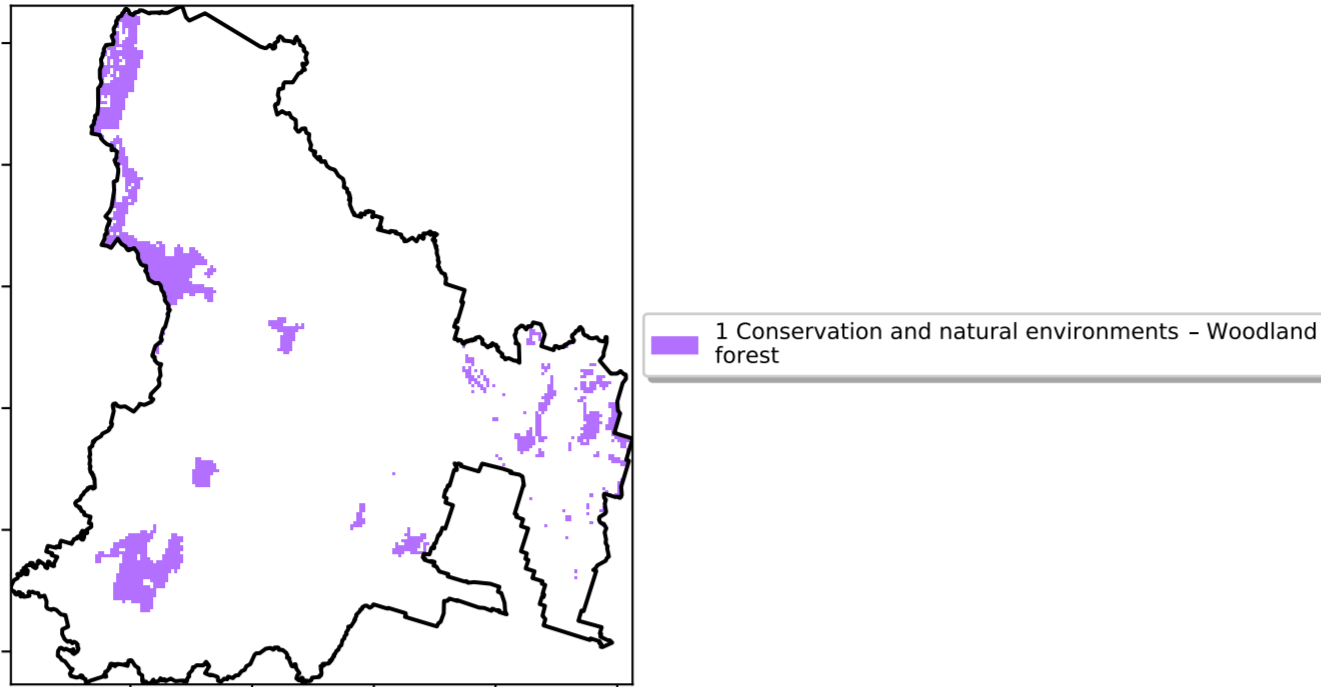 1 Conservation and natural environments – Woodland
forest